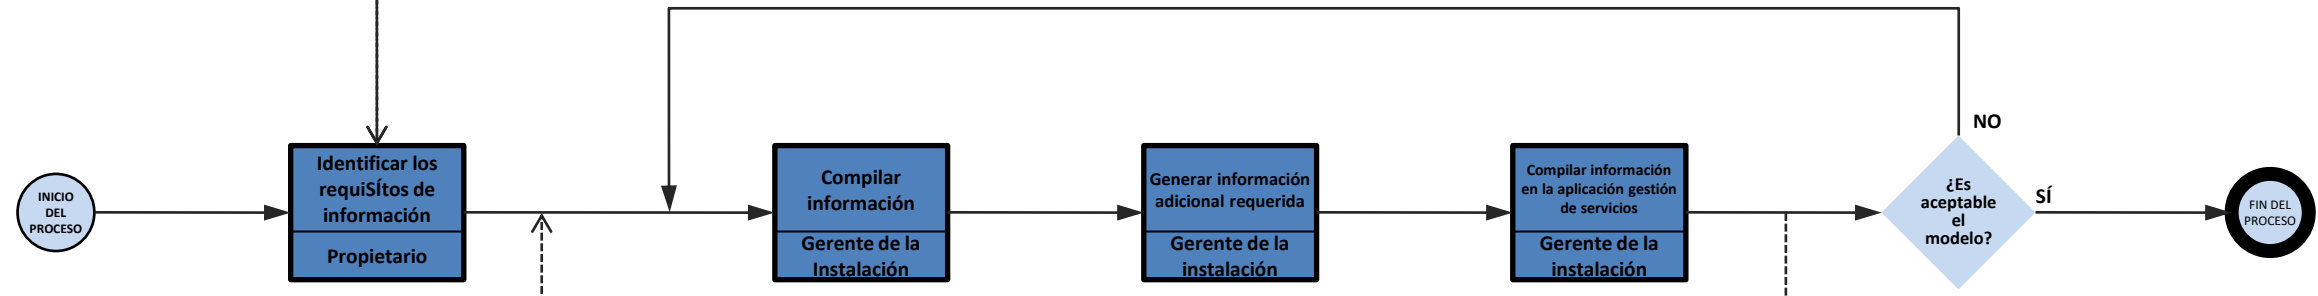 INICIO
DEL
PROCESO
Identificar los
requiSÍtos de
información
Propietario
Compilar
información
Gerente de la
Instalación
Generar información
adicional requerida
Gerente de la
instalación
Compilar información
en la aplicación gestión
de servicios
Gerente de la
instalación
¿Es
aceptable
el
modelo?
NO
SÍ
FIN DEL
PROCESO